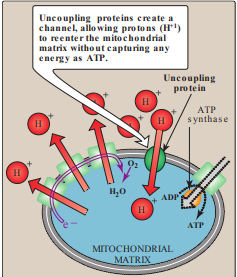 Uncoupling proteins create a
channel, allowing protons (H⁺¹)
to reenter the mitochondrial
matrix without capturing any
energy as ATP.
Uncoupling
protein
ATP
synthase
H+
H+
H+
H+
H+
H+
O₂
H₂O
ADP
H+
e−
ATP
MITOCHONDRIAL
MATRIX